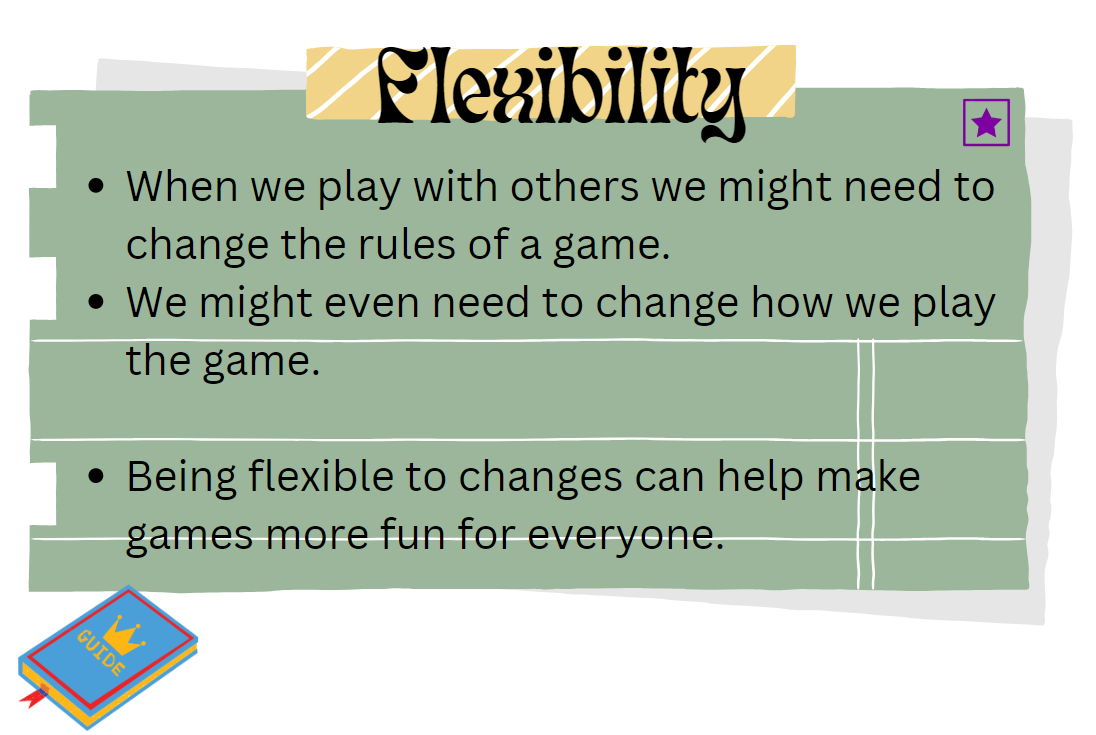 Flexibility
• When we play with others we might need to
change the rules of a game.
• We might even need to change how we play
the game.
• Being flexible to changes can help make
games more fun for everyone.
GUIDE